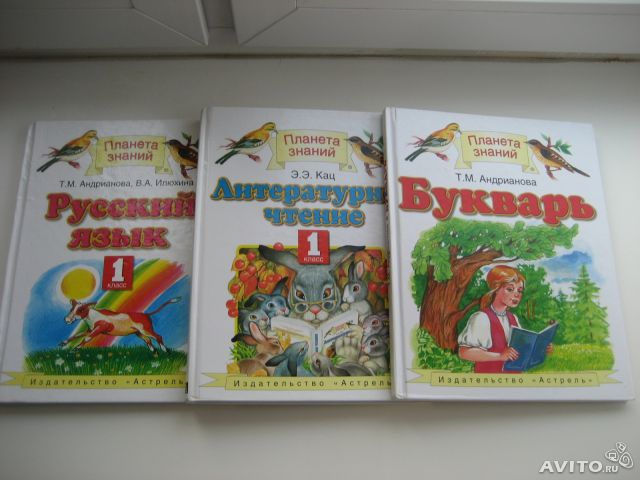 Планета
знаний
Т.М. Андрианова, В.А. Илюхина
Русский
язык
1
класс
Издательство «Астрель
Планета
знаний
Э.Э. Кац
Литературн
чтение
1
класс
Издательство «Астрель
Планета
знаний
Т.М. Андрианова
Букварь
Издательство «Астрель»
AVITO.RU